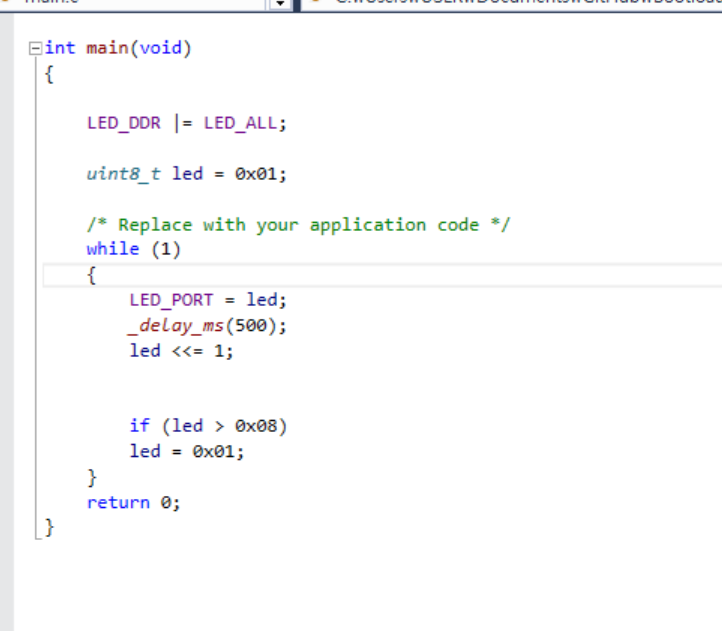 int main(void)
{
LED_DDR |= LED_ALL;
uint8_t led = 0x01;
/* Replace with your application code */
while (1)
{
LED_PORT = led;
_delay_ms(500);
led <<= 1;
if (led > 0x08)
led = 0x01;
}
return 0;
}